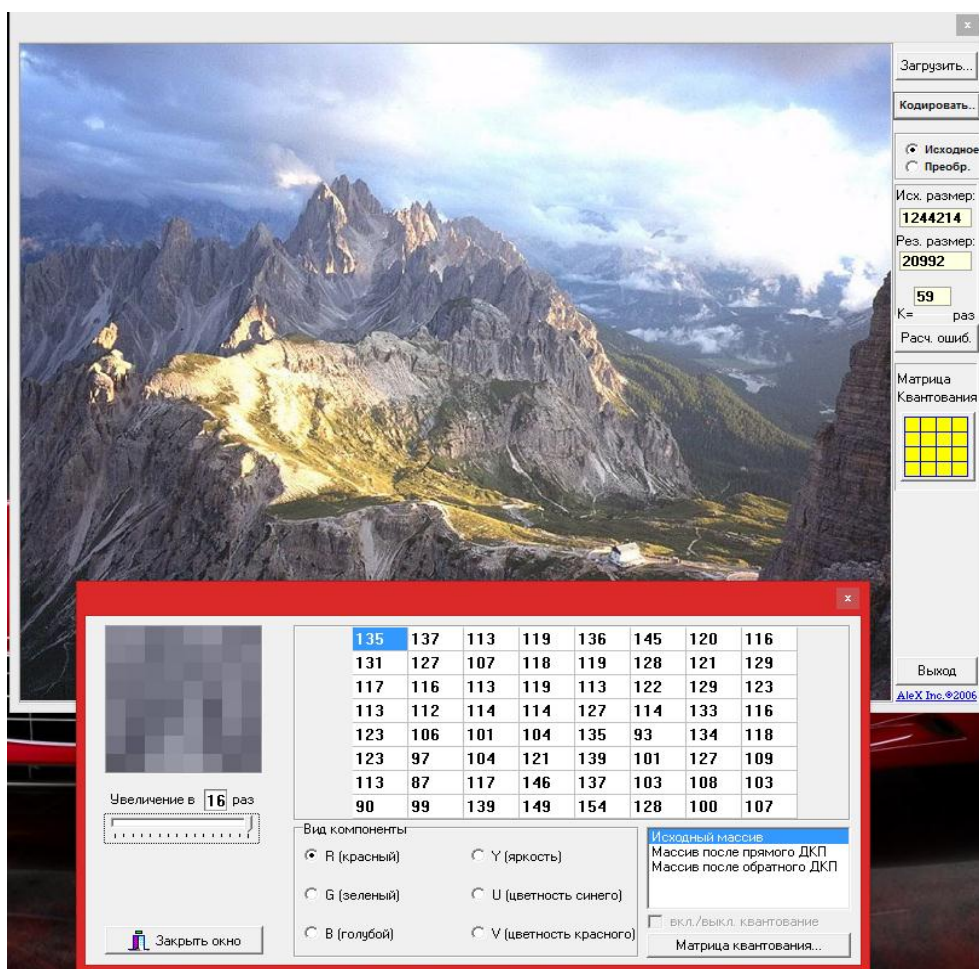 x
Загрузить...
Кодировать..
Исходное
Преобр.
Исх. размер:
1244214
Рез. размер:
20992
59
К= раз
Расч. ошиб.
Матрица
Квантования
Выход
AleX Inc.®2006
x
135 137 113 119 136 145 120 116
131 127 107 118 119 128 121 129
117 116 113 119 113 122 129 123
113 112 114 114 127 114 133 116
123 106 101 104 135 93 134 118
123 97 104 121 139 101 127 109
113 87 117 146 137 103 108 103
90 99 139 149 154 128 100 107
Увеличение в 16 раз
Вид компоненты
R (красный) Y (яркость)
G (зеленый) U (цветность синего)
B (голубой) V (цветность красного)
Исходный массив
Массив после прямого ДКП
Массив после обратного ДКП
вкл./выкл. квантование
Матрица квантования...
Закрыть окно